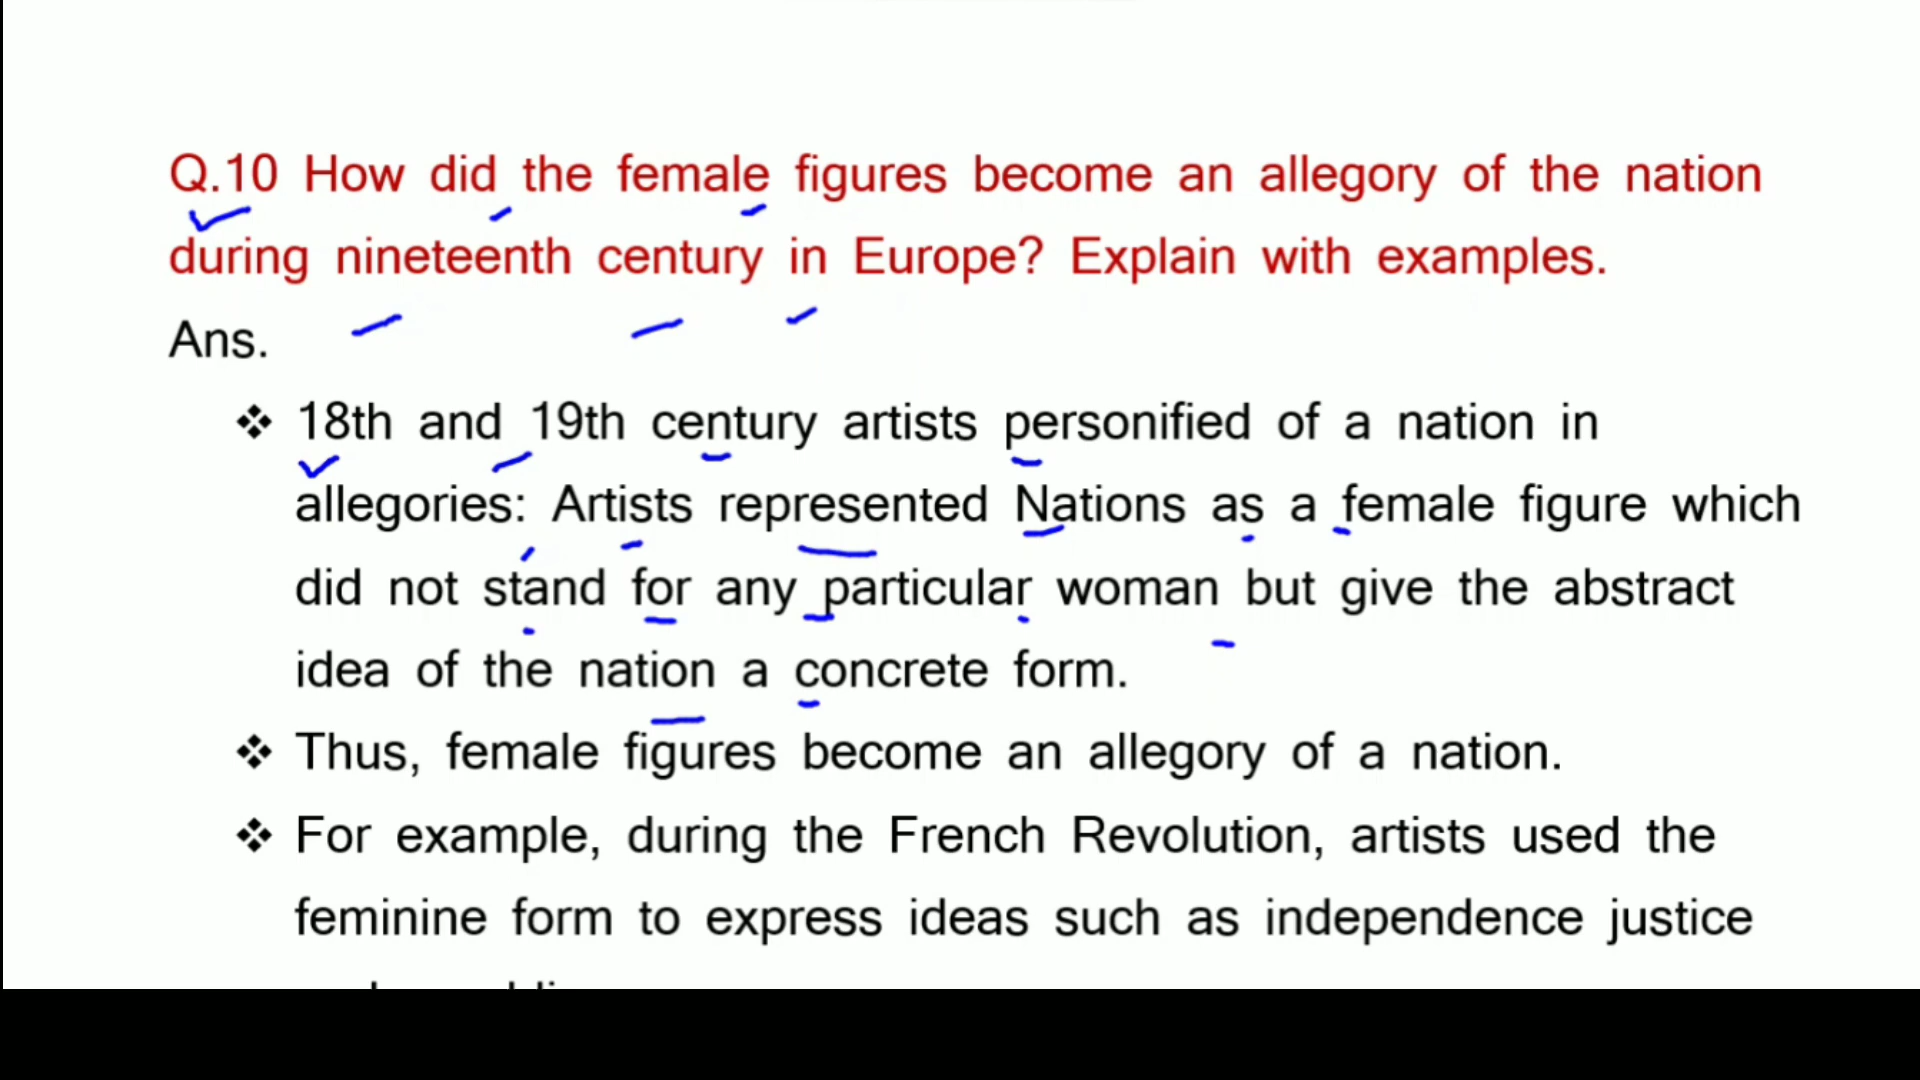 Q.10 How did the female figures become an allegory of the nation
during nineteenth century in Europe? Explain with examples.
Ans.
❖ 18th and 19th century artists personified of a nation in
allegories: Artists represented Nations as a female figure which
did not stand for any particular woman but give the abstract
idea of the nation a concrete form.
❖ Thus, female figures become an allegory of a nation.
❖ For example, during the French Revolution, artists used the
feminine form to express ideas such as independence justice